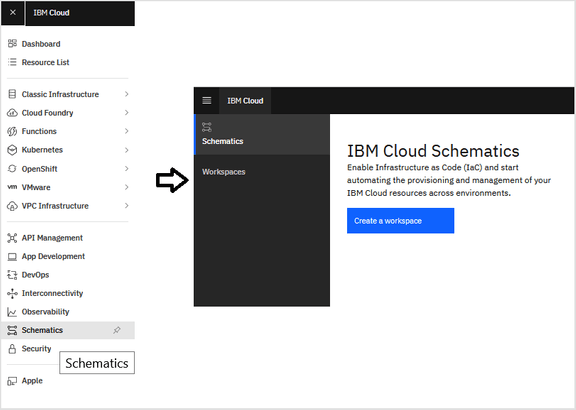 IBM Cloud
Dashboard
Resource List
Classic Infrastructure
Cloud Foundry
Functions
Kubernetes
OpenShift
vm VMware
VPC Infrastructure
API Management
App Development
DevOps
Interconnectivity
Observability
Schematics
Security
Schematics
Apple
IBM Cloud
Schematics
Workspaces
IBM Cloud Schematics
Enable Infrastructure as Code (IaC) and start
automating the provisioning and management of your
IBM Cloud resources across environments.
Create a workspace